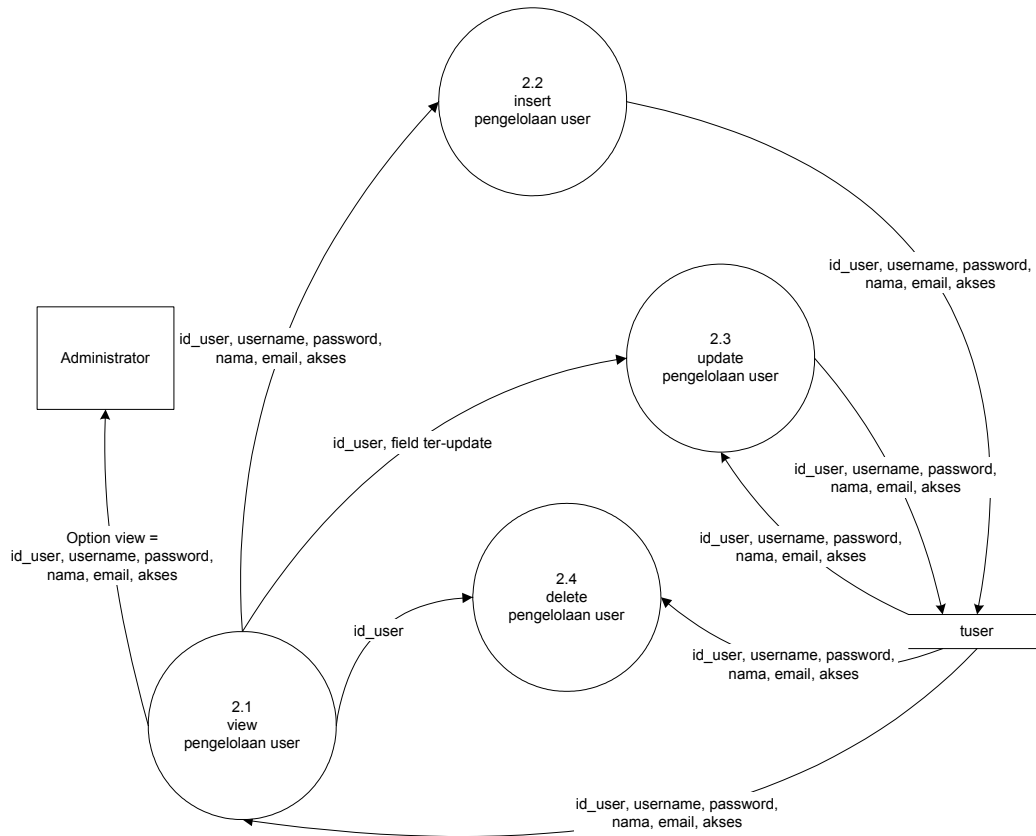 2.2
insert
pengelolaan user
id_user, username, password,
nama, email, akses
Administrator
id_user, username, password,
nama, email, akses
2.3
update
pengelolaan user
id_user, field ter-update
id_user, username, password,
nama, email, akses
Option view =
id_user, username, password,
nama, email, akses
id_user, username, password,
nama, email, akses
2.4
delete
pengelolaan user
id_user
tuser
id_user, username, password,
nama, email, akses
2.1
view
pengelolaan user
id_user, username, password,
nama, email, akses